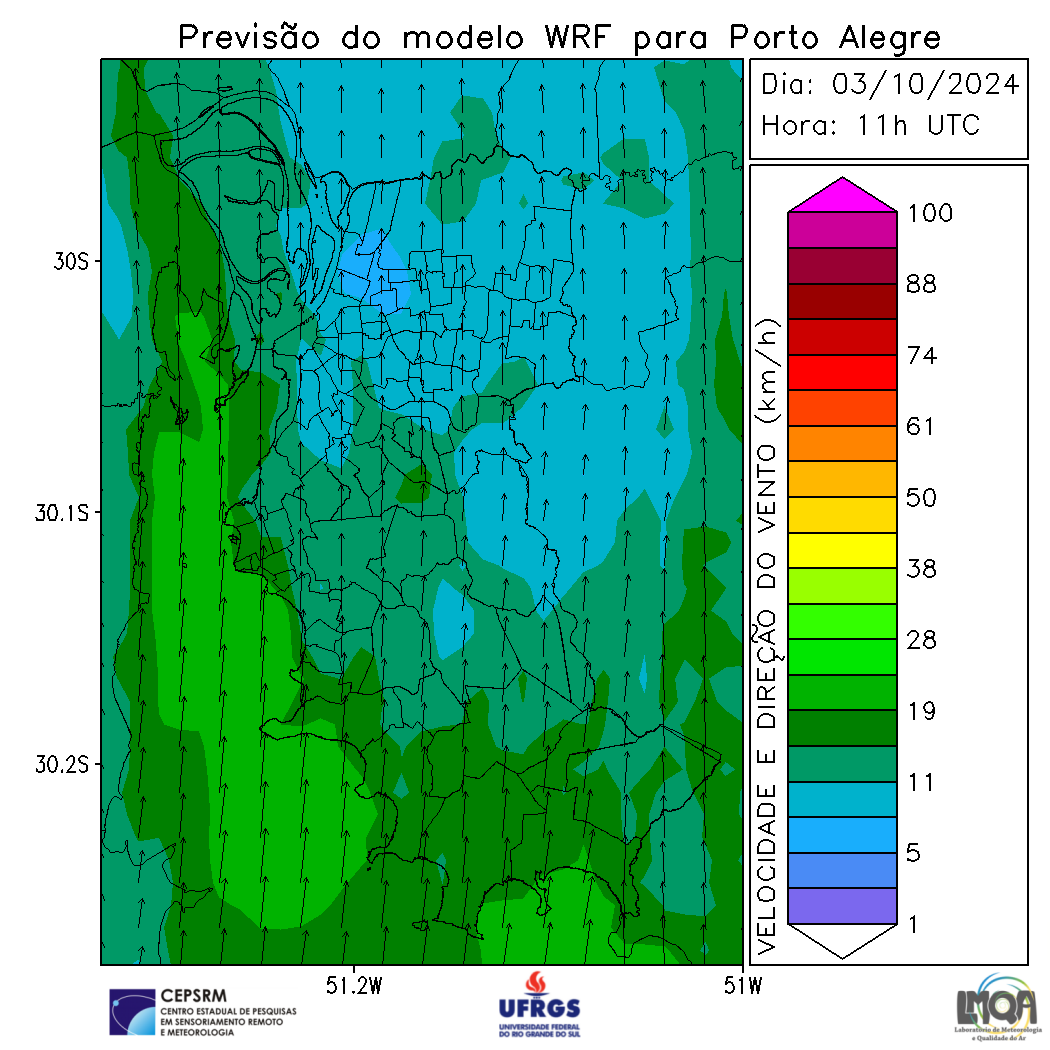 Previsão do modelo WRF para Porto Alegre
Dia: 03/10/2024
Hora: 11h UTC
30S
30.1S
30.2S
51.2W
51W
VELOCIDADE E DIREÇÃO DO VENTO (km/h)
100
88
74
61
50
38
28
19
11
5
1
CEPSRM
CENTRO ESTADUAL DE PESQUISAS
EM SENSORIAMENTO REMOTO
E METEOROLOGIA
UFRGS
UNIVERSIDADE FEDERAL
DO RIO GRANDE DO SUL
LMQA
Laboratório de Meteorologia
e Qualidade do Ar